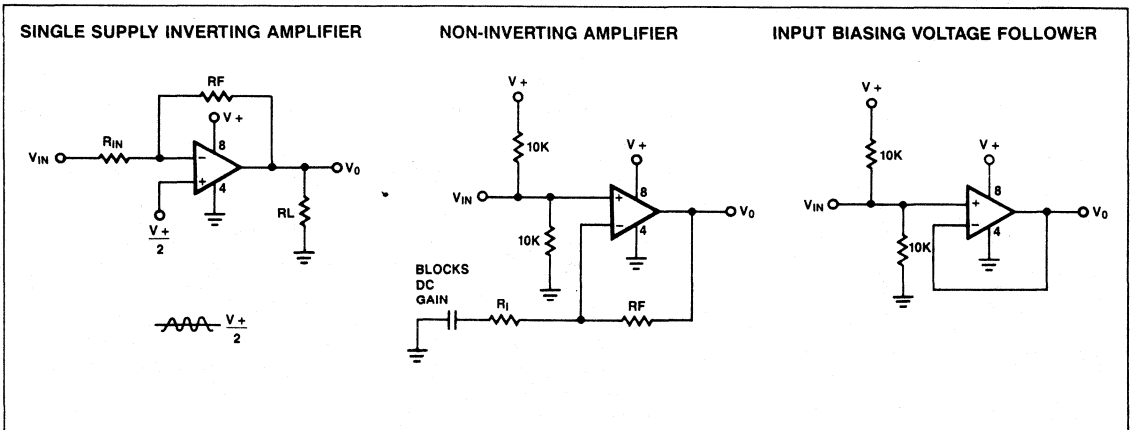 SINGLE SUPPLY INVERTING AMPLIFIER
RF
V+
RIN
VIN
8
−
+
4
V0
RL
V+
2
V+
2
NON-INVERTING AMPLIFIER
V+
10K
V+
VIN
8
+
−
4
V0
10K
BLOCKS
DC
GAIN
RI
RF
INPUT BIASING VOLTAGE FOLLOWER
V+
10K
V+
VIN
8
+
−
4
V0
10K